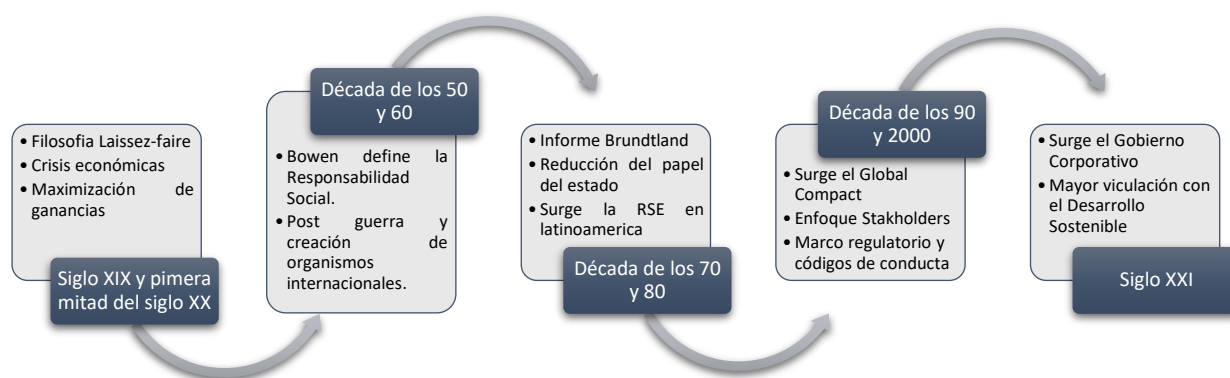 • Filosofia Laissez-faire
• Crisis económicas
• Maximización de
ganancias
Siglo XIX y pimera
mitad del siglo XX
Década de los 50
y 60
• Bowen define la
Responsabilidad
Social.
• Post guerra y
creación de
organismos
internacionales.
• Informe Brundtland
• Reducción del papel
del estado
• Surge la RSE en
latinoamerica
Década de los 70
y 80
Década de los 90
y 2000
• Surge el Global
Compact
• Enfoque Stakholders
• Marco regulatorio y
códigos de conducta
• Surge el Gobierno
Corporativo
• Mayor viculación con
el Desarrollo
Sostenible
Siglo XXI